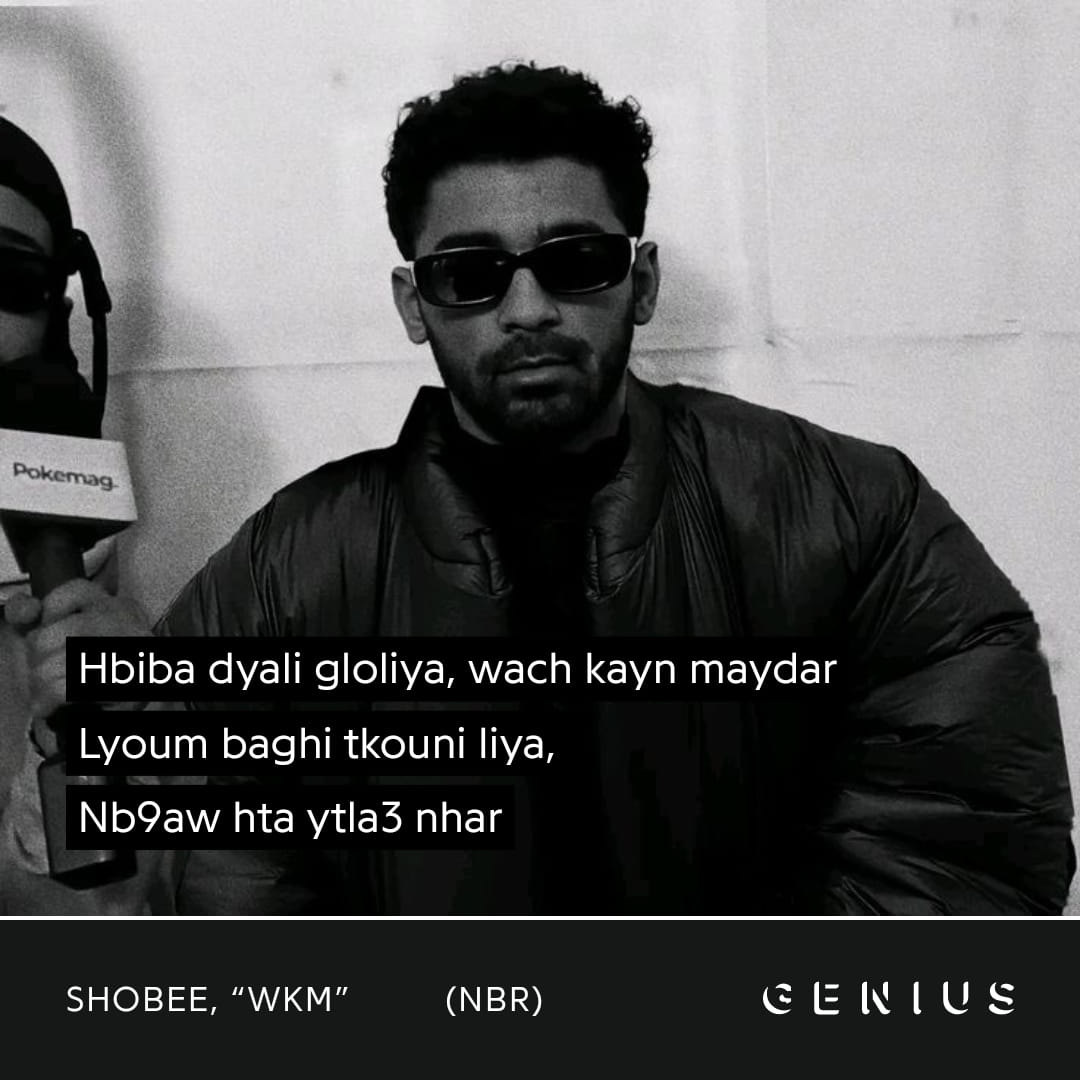 Pokemag.
Hbiba dyali gloliya, wach kayn maydar
Lyoum baghi tkouni liya,
Nb9aw hta ytla3 nhar
SHOBEE, “WKM” (NBR) GENIUS